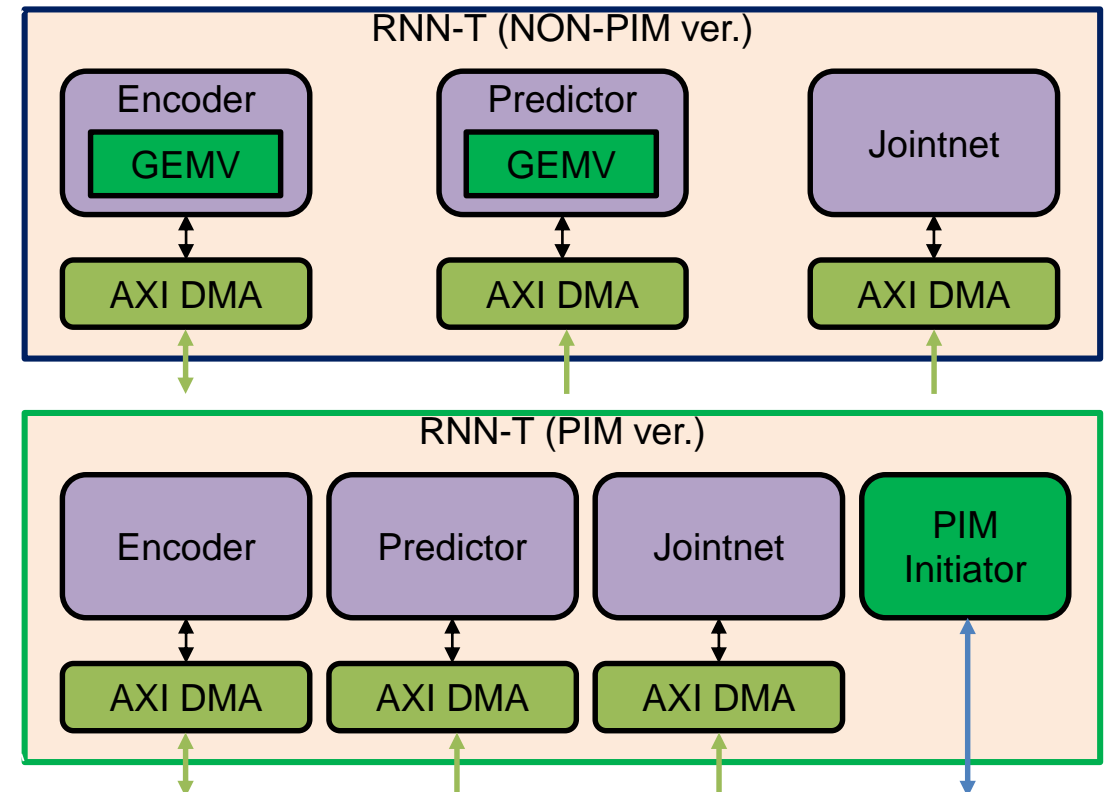 RNN-T (NON-PIM ver.)
Encoder
GEMV
Predictor
GEMV
Jointnet
AXI DMA
AXI DMA
AXI DMA
RNN-T (PIM ver.)
Encoder
Predictor
Jointnet
PIM
Initiator
AXI DMA
AXI DMA
AXI DMA